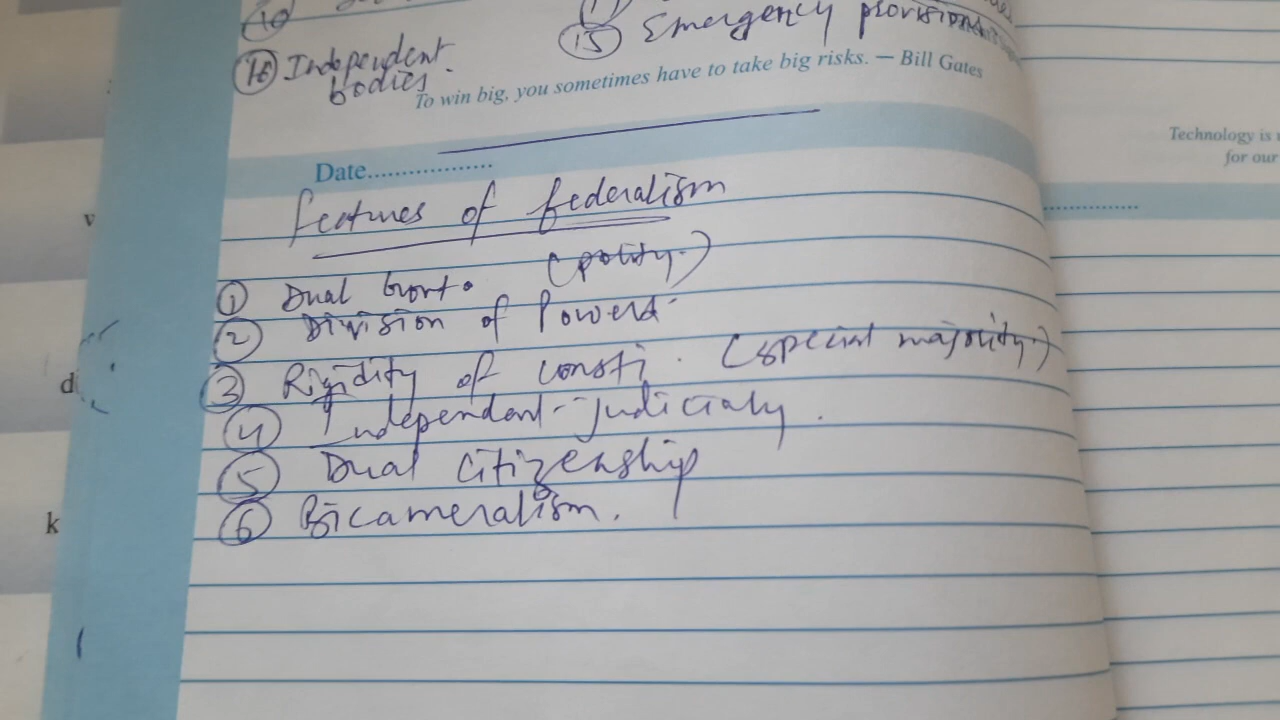 10
15 Emergency provisions
16 Independent
bodies.
To win big, you sometimes have to take big risks. — Bill Gates
Technology is
for our
Date..................
Features of federalism
1 Dual Govt. (polity.)
2 Division of Powers.
3 Rigidity of consti. (special majority.)
4 Independent judiciary.
5 Dual citizenship
6 Bicameralism.
v
d
k